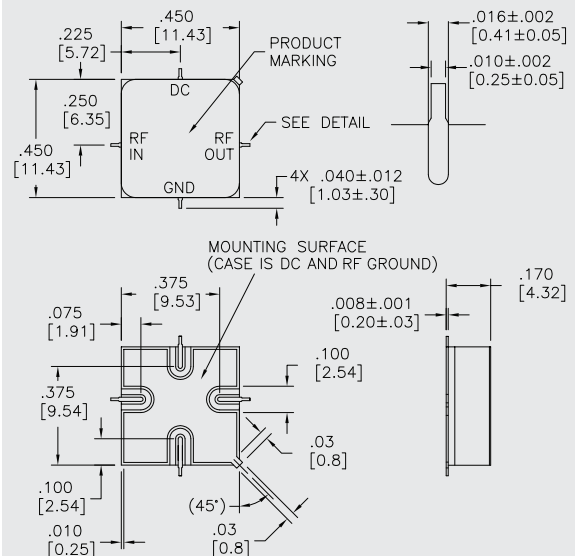 .450
[11.43]
.225
[5.72]
PRODUCT
MARKING
.016±.002
[0.41±0.05]
.010±.002
[0.25±0.05]
DC
.250
[6.35]
RF
IN
RF
OUT
SEE DETAIL
.450
[11.43]
GND
4X .040±.012
[1.03±.30]
MOUNTING SURFACE
(CASE IS DC AND RF GROUND)
.375
[9.53]
.170
[4.32]
.075
[1.91]
.008±.001
[0.20±.03]
.100
[2.54]
.375
[9.54]
.03
[0.8]
.100
[2.54]
(45°)
.010
[0.25]
.03
[0.8]